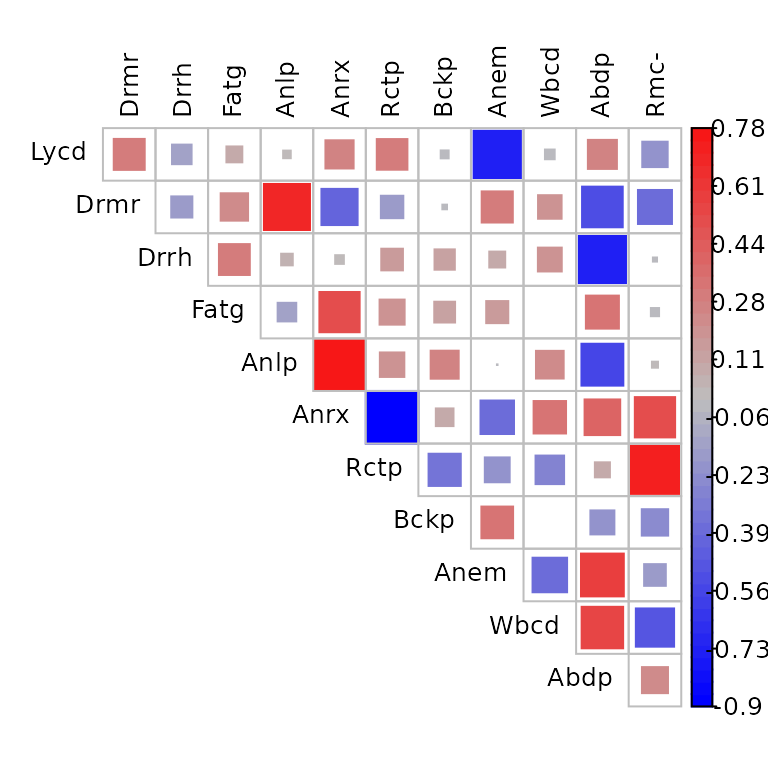 Drmr Drrh Fatg Anlp Anrx Rctp Bckp Anem Wbcd Abdp Rmc-
Lycd
Drmr
Drrh
Fatg
Anlp
Anrx
Rctp
Bckp
Anem
Wbcd
Abdp
0.78
0.61
0.44
0.28
0.11
-0.06
-0.23
-0.39
-0.56
-0.73
-0.9